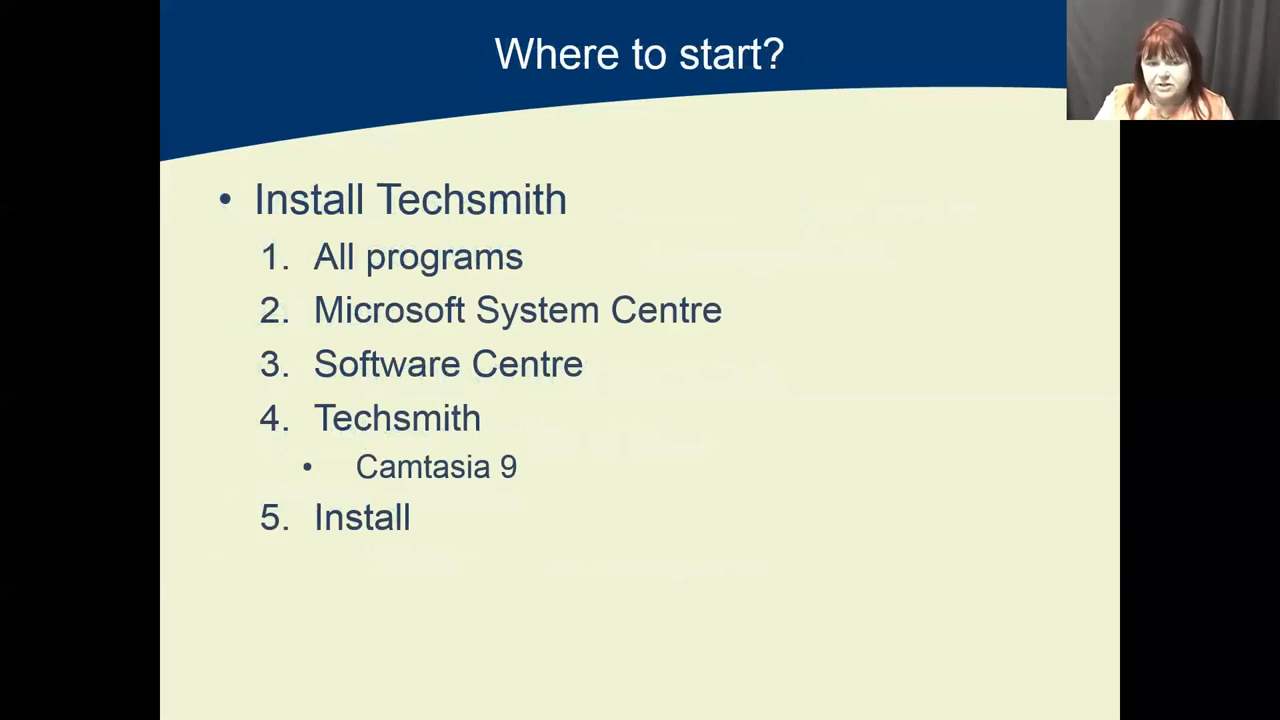 Where to start?
• Install Techsmith
1. All programs
2. Microsoft System Centre
3. Software Centre
4. Techsmith
• Camtasia 9
5. Install